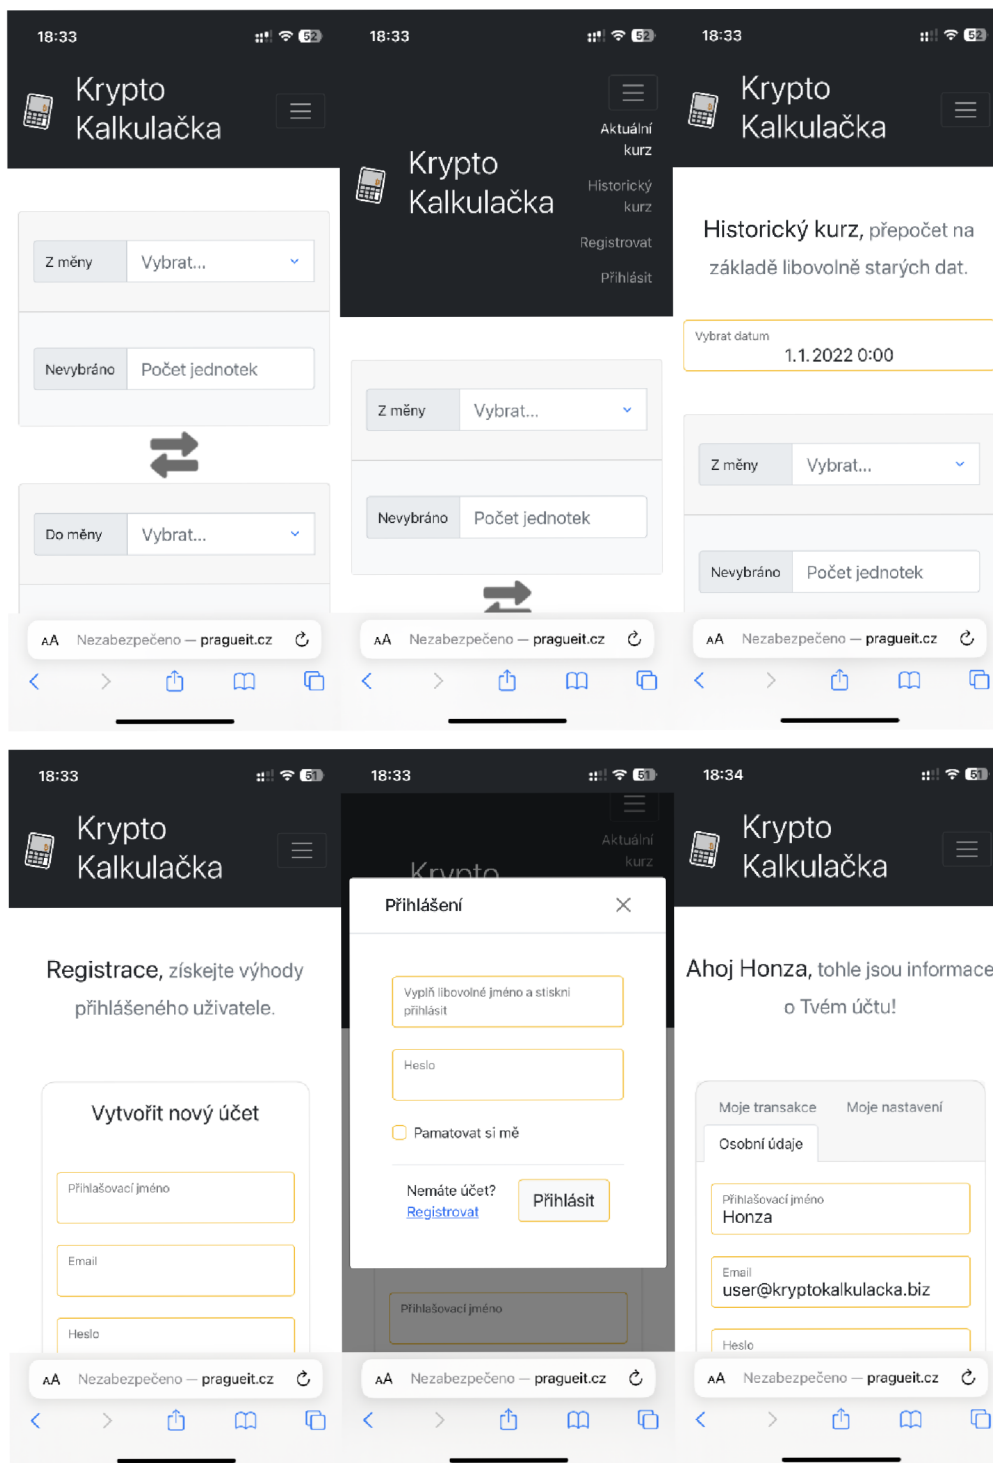 18:33
52
Krypto
Kalkulačka
Z měny
Vybrat...
Nevybráno
Počet jednotek
Do měny
Vybrat...
AA
Nezabezpečeno — pragueit.cz
18:33
52
Aktuální
kurz
Krypto
Kalkulačka
Historický
kurz
Registrovat
Přihlásit
Z měny
Vybrat...
Nevybráno
Počet jednotek
AA
Nezabezpečeno — pragueit.cz
18:33
52
Krypto
Kalkulačka
Historický kurz, přepočet na
základě libovolně starých dat.
Vybrat datum
1.1.2022 0:00
Z měny
Vybrat...
Nevybráno
Počet jednotek
AA
Nezabezpečeno — pragueit.cz
18:33
51
Krypto
Kalkulačka
Registrace, získejte výhody
přihlášeného uživatele.
Vytvořit nový účet
Přihlašovací jméno
Email
Heslo
AA
Nezabezpečeno — pragueit.cz
18:33
51
Aktuální
kurz
Krypto
Přihlášení
Vyplň libovolné jméno a stiskni
přihlásit
Heslo
Pamatovat si mě
Nemáte účet?
Registrovat
Přihlásit
Přihlašovací jméno
AA
Nezabezpečeno — pragueit.cz
18:34
51
Krypto
Kalkulačka
Ahoj Honza, tohle jsou informace
o Tvém účtu!
Moje transakce
Moje nastavení
Osobní údaje
Přihlašovací jméno
Honza
Email
user@kryptokalkulacka.biz
Heslo
AA
Nezabezpečeno — pragueit.cz